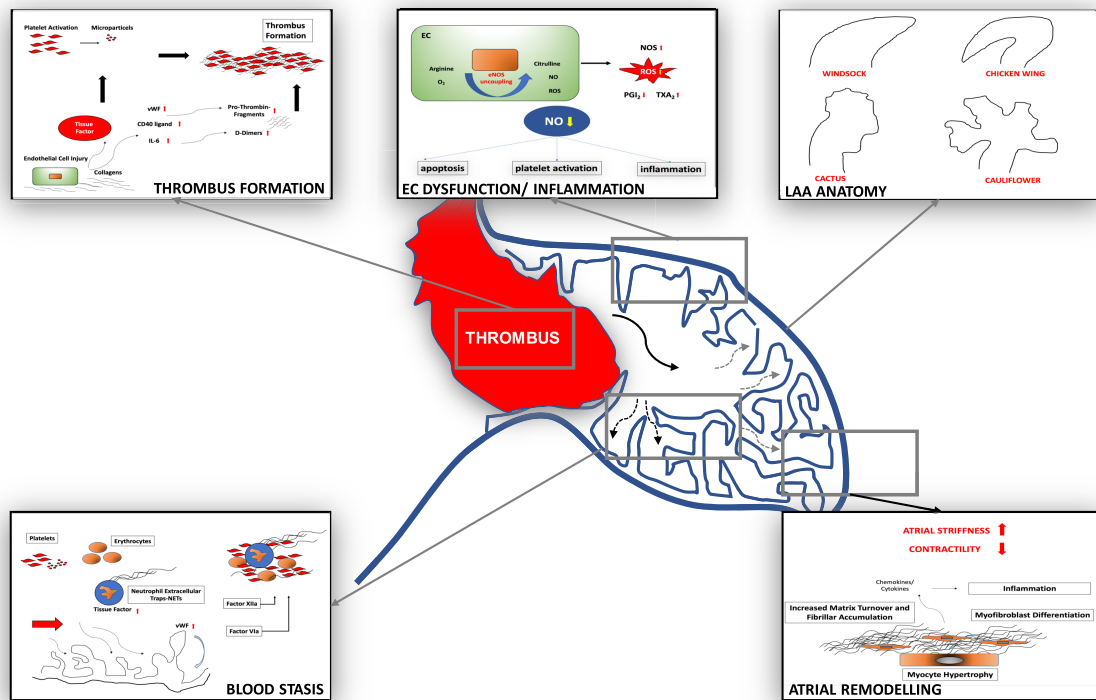 Platelet Activation
Microparticels
Thrombus
Formation
Tissue
Factor
vWF
CD40 ligand
IL-6
Pro-Thrombin-
Fragments
D-Dimers
Endothelial Cell Injury
Collagens
THROMBUS FORMATION
EC
Arginine
O2
eNOS
uncoupling
Citrulline
NO
ROS
NOS
ROS
PGI2 TXA2
NO
apoptosis
platelet activation
inflammation
EC DYSFUNCTION/ INFLAMMATION
WINDSOCK
CHICKEN WING
CACTUS
CAULIFLOWER
LAA ANATOMY
THROMBUS
Platelets
Erythrocytes
Neutrophil Extracellular
Traps-NETs
Tissue Factor
Factor XIIa
Factor VIa
vWF
BLOOD STASIS
ATRIAL STRIFFNESS
CONTRACTILITY
Chemokines/
Cytokines
Inflammation
Increased Matrix Turnover and
Fibrillar Accumulation
Myofibroblast Differentiation
Myocyte Hypertrophy
ATRIAL REMODELLING